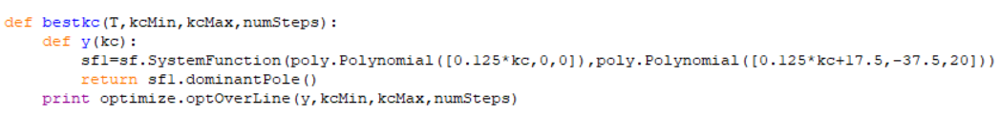 def bestkc(T,kcMin,kcMax,numSteps):
    def y(kc):
        sf1=sf.SystemFunction(poly.Polynomial([0.125*kc,0,0]),poly.Polynomial([0.125*kc+17.5,-37.5,20]))
        return sf1.dominantPole()
    print optimize.optOverLine(y,kcMin,kcMax,numSteps)